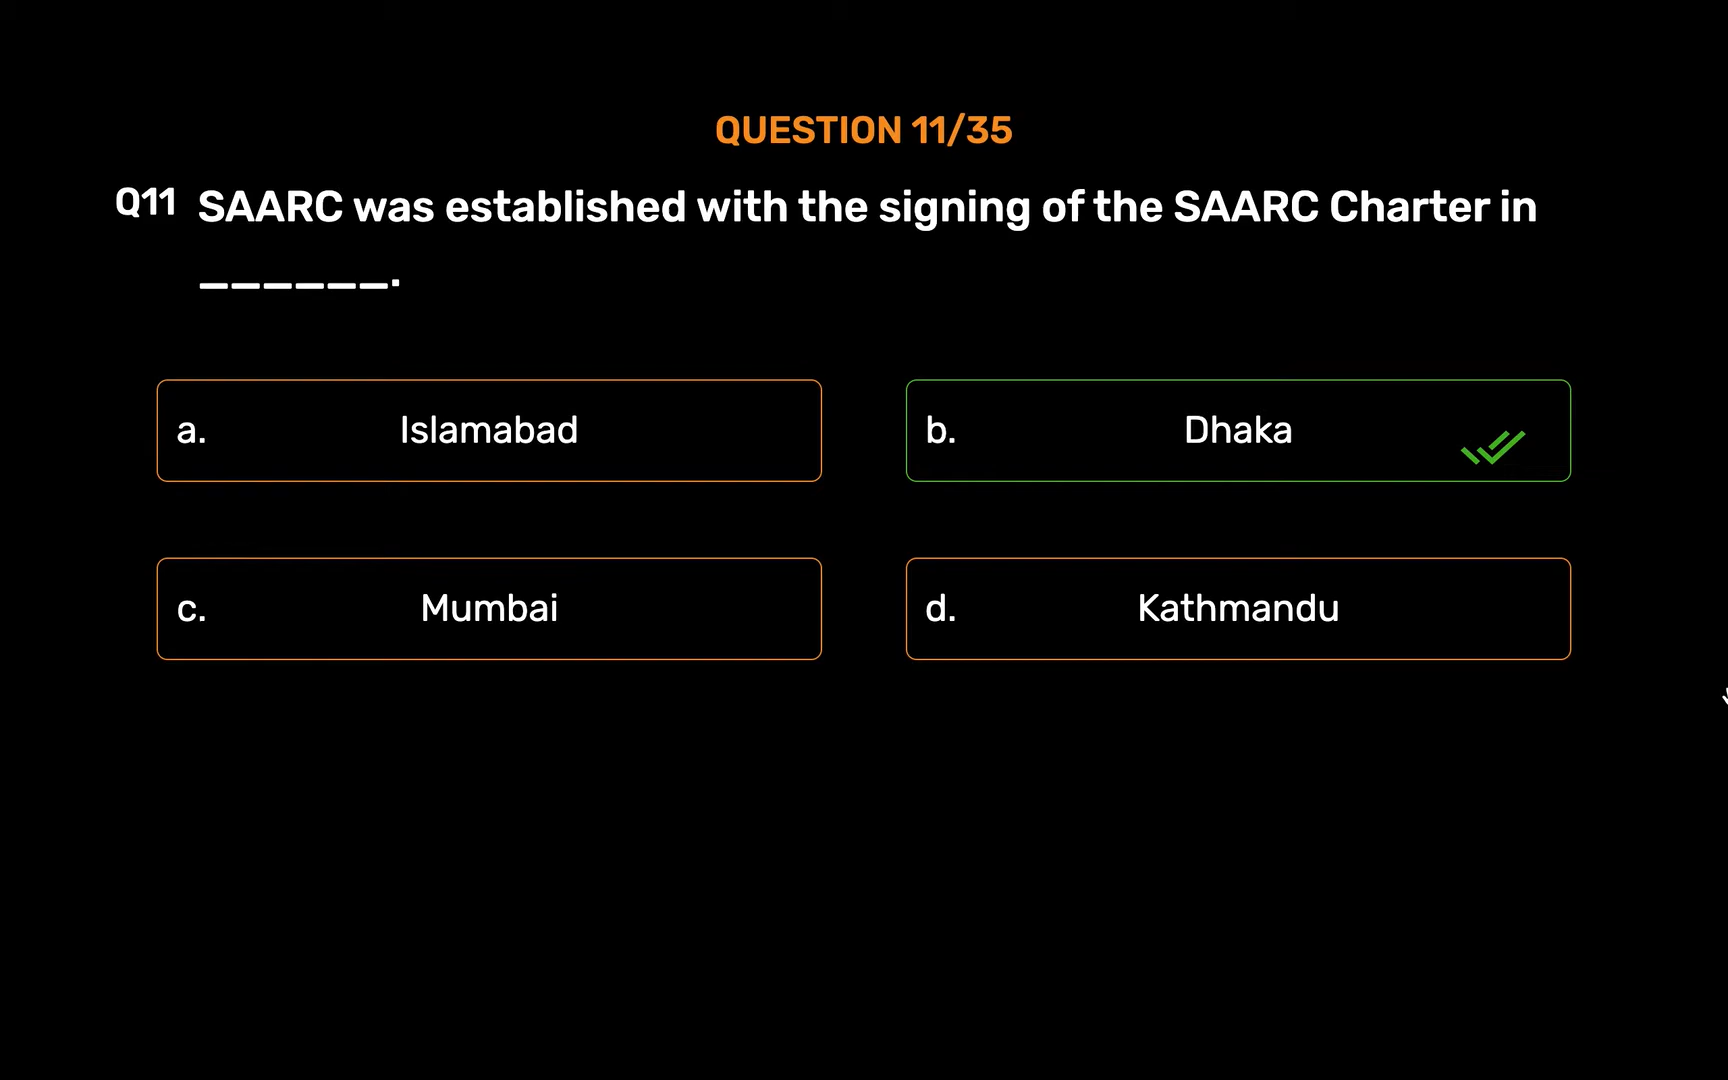 QUESTION 11/35
Q11 SAARC was established with the signing of the SAARC Charter in
______.
a. Islamabad
b. Dhaka
c. Mumbai
d. Kathmandu